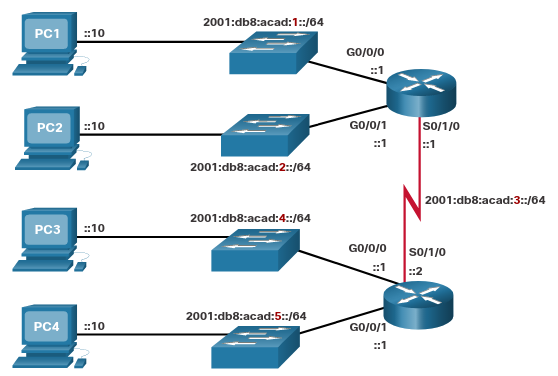 2001:db8:acad:1::/64
PC1
::10
G0/0/0
::1
PC2
::10
G0/0/1
::1
S0/1/0
::1
2001:db8:acad:2::/64
2001:db8:acad:3::/64
2001:db8:acad:4::/64
PC3
::10
G0/0/0
::1
S0/1/0
::2
2001:db8:acad:5::/64
PC4
::10
G0/0/1
::1